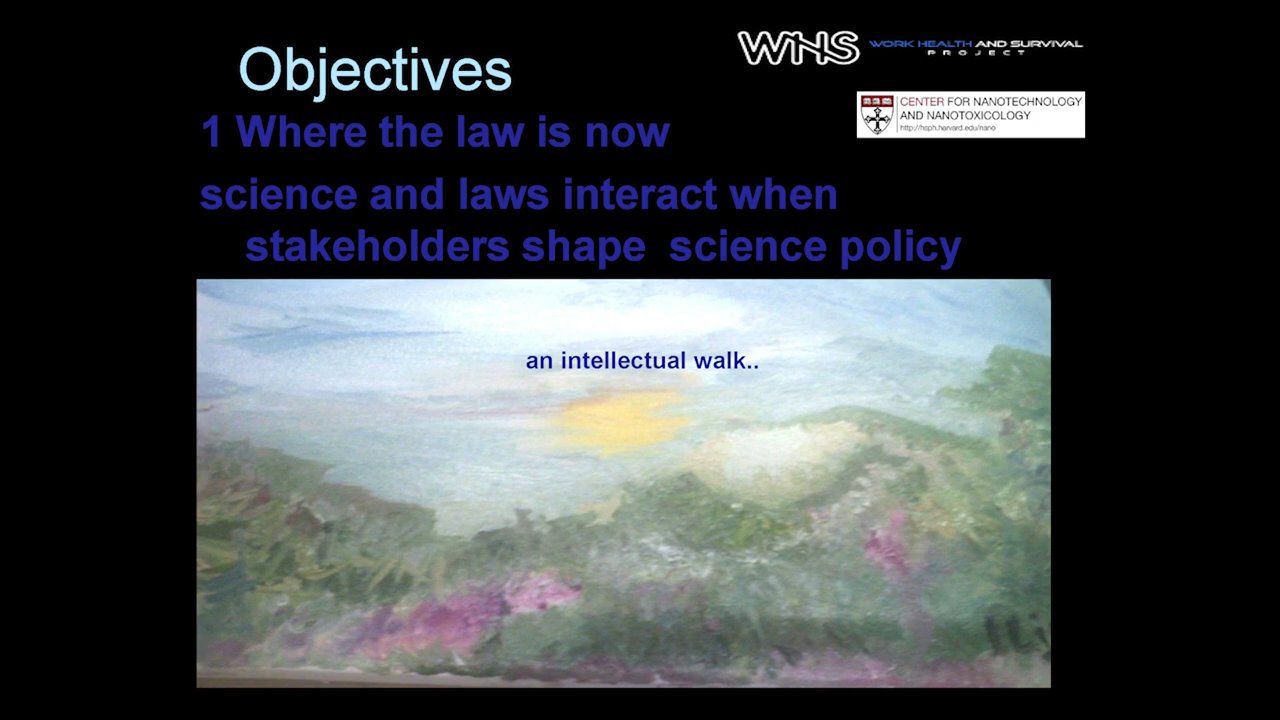 Objectives
WHS WORK HEALTH AND SURVIVAL
PROJECT
CENTER FOR NANOTECHNOLOGY
AND NANOTOXICOLOGY
http://hsph.harvard.edu/nano
1 Where the law is now
science and laws interact when
stakeholders shape science policy
an intellectual walk..